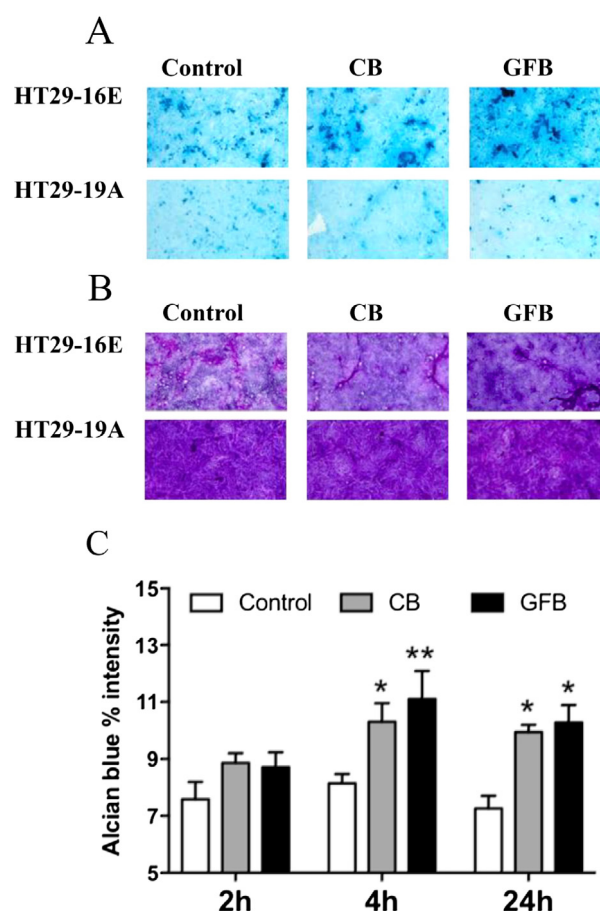 A
Control CB GFB
HT29-16E
HT29-19A
B
Control CB GFB
HT29-16E
HT29-19A
C
Alcian blue % intensity
15
13
11
9
7
5
Control CB GFB
* **
* *
2h 4h 24h